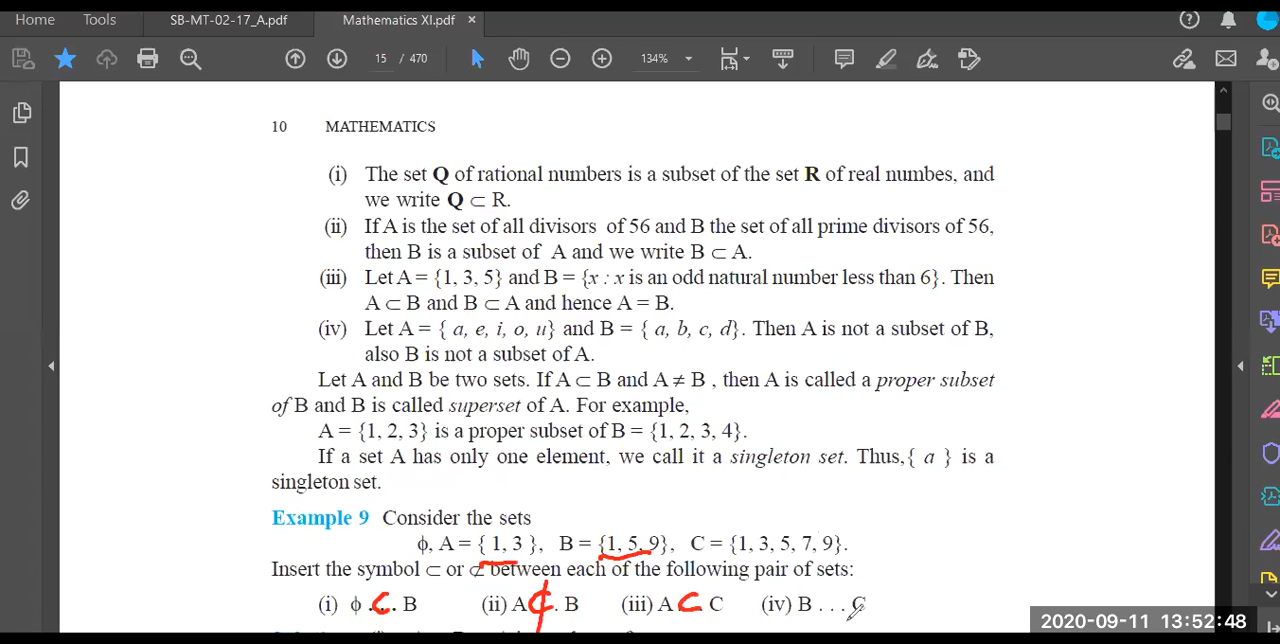 Home Tools SB-MT-02-17_A.pdf Mathematics XI.pdf ×
15 / 470 134%
10 MATHEMATICS
(i) The set Q of rational numbers is a subset of the set R of real numbes, and
we write Q ⊂ R.
(ii) If A is the set of all divisors of 56 and B the set of all prime divisors of 56,
then B is a subset of A and we write B ⊂ A.
(iii) Let A = {1, 3, 5} and B = {x : x is an odd natural number less than 6}. Then
A ⊂ B and B ⊂ A and hence A = B.
(iv) Let A = { a, e, i, o, u} and B = { a, b, c, d}. Then A is not a subset of B,
also B is not a subset of A.
Let A and B be two sets. If A ⊂ B and A ≠ B , then A is called a proper subset
of B and B is called superset of A. For example,
A = {1, 2, 3} is a proper subset of B = {1, 2, 3, 4}.
If a set A has only one element, we call it a singleton set. Thus,{ a } is a
singleton set.
Example 9 Consider the sets
ϕ, A = { 1, 3 }, B = {1, 5, 9}, C = {1, 3, 5, 7, 9}.
Insert the symbol ⊂ or ⊄ between each of the following pair of sets:
(i) ϕ ⊂ . . . B (ii) A ⊄ . B (iii) A ⊂ C (iv) B . . . C
2020-09-11 13:52:48